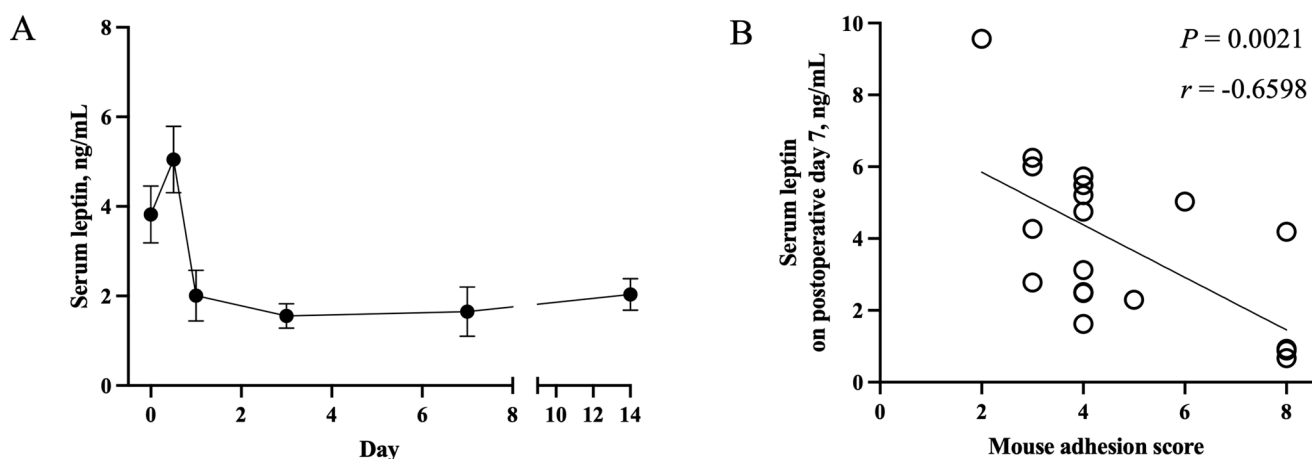 A
Serum leptin, ng/mL
8
6
4
2
0
0 2 4 6 8 10 12 14
Day
B
Serum leptin
on postoperative day 7, ng/mL
10
8
6
4
2
0
0 2 4 6 8
Mouse adhesion score
P = 0.0021
r = -0.6598